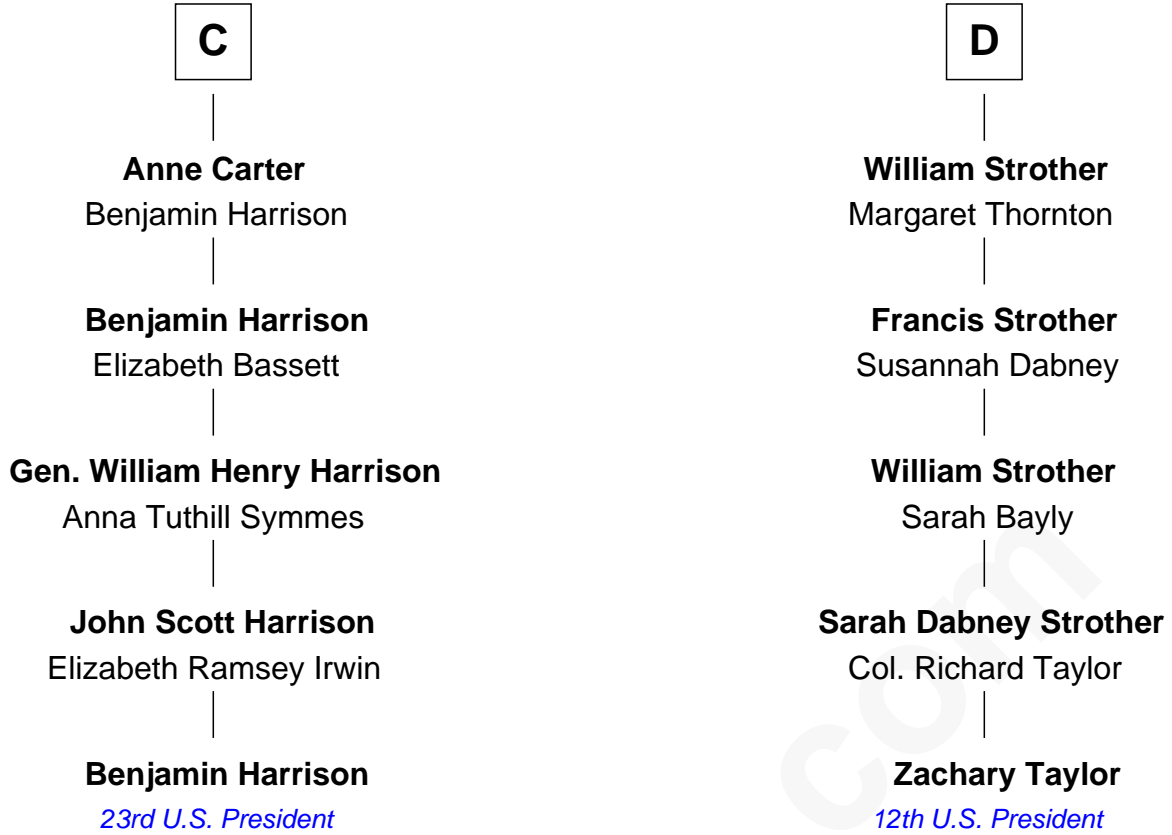 C
Anne Carter
Benjamin Harrison
Benjamin Harrison
Elizabeth Bassett
Gen. William Henry Harrison
Anna Tuthill Symmes
John Scott Harrison
Elizabeth Ramsey Irwin
Benjamin Harrison
23rd U.S. President
D
William Strother
Margaret Thornton
Francis Strother
Susannah Dabney
William Strother
Sarah Bayly
Sarah Dabney Strother
Col. Richard Taylor
Zachary Taylor
12th U.S. President
com